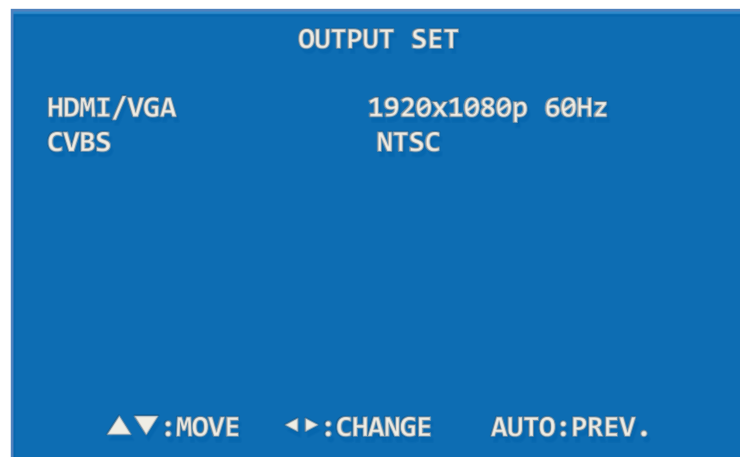 OUTPUT SET
HDMI/VGA 1920x1080p 60Hz
CVBS NTSC
▲▼:MOVE ◄►:CHANGE AUTO:PREV.